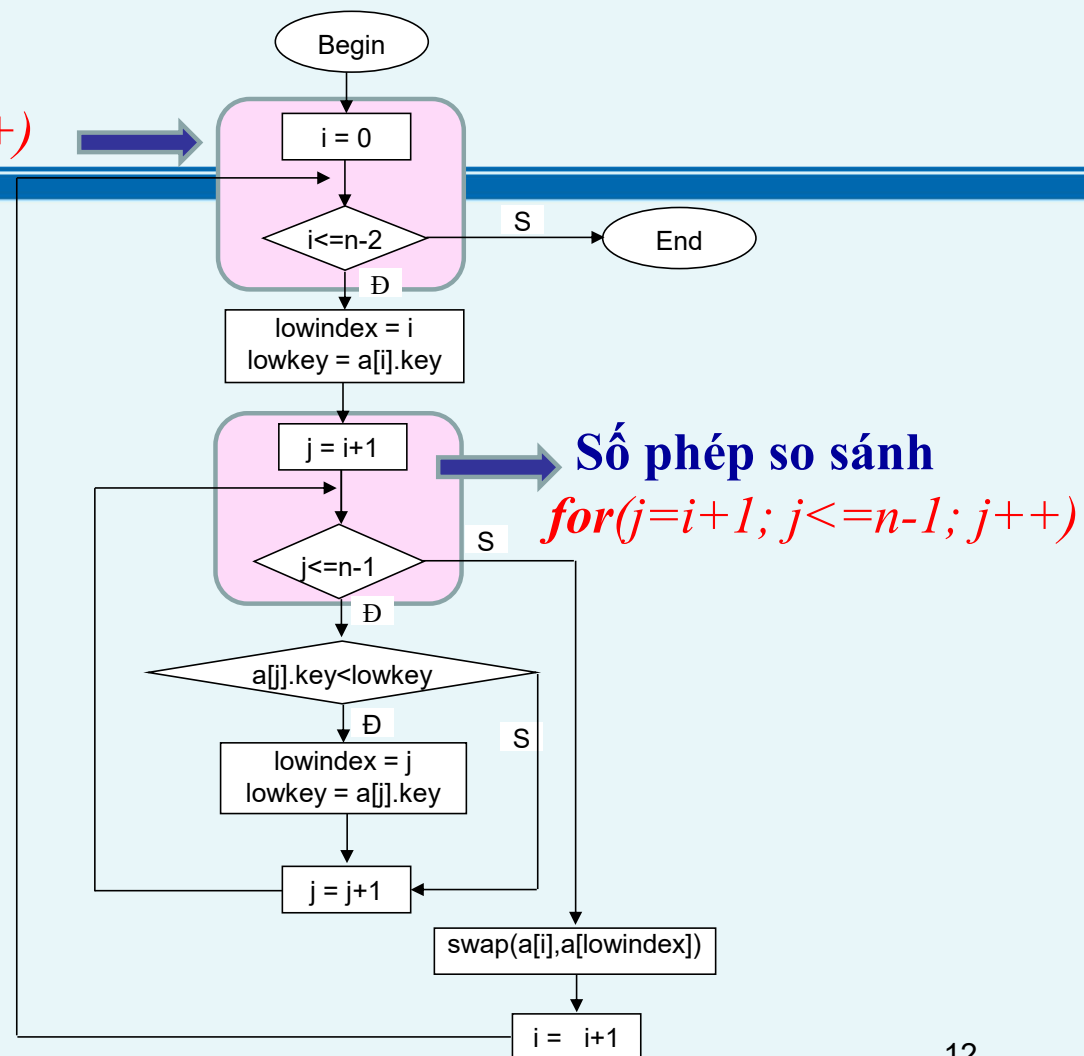 Begin
+)
i = 0
i<=n-2
S
End
Đ
lowindex = i
lowkey = a[i].key
j = i+1
Số phép so sánh
for(j=i+1; j<=n-1; j++)
S
j<=n-1
Đ
a[j].key<lowkey
Đ
S
lowindex = j
lowkey = a[j].key
j = j+1
swap(a[i],a[lowindex])
i = i+1
12